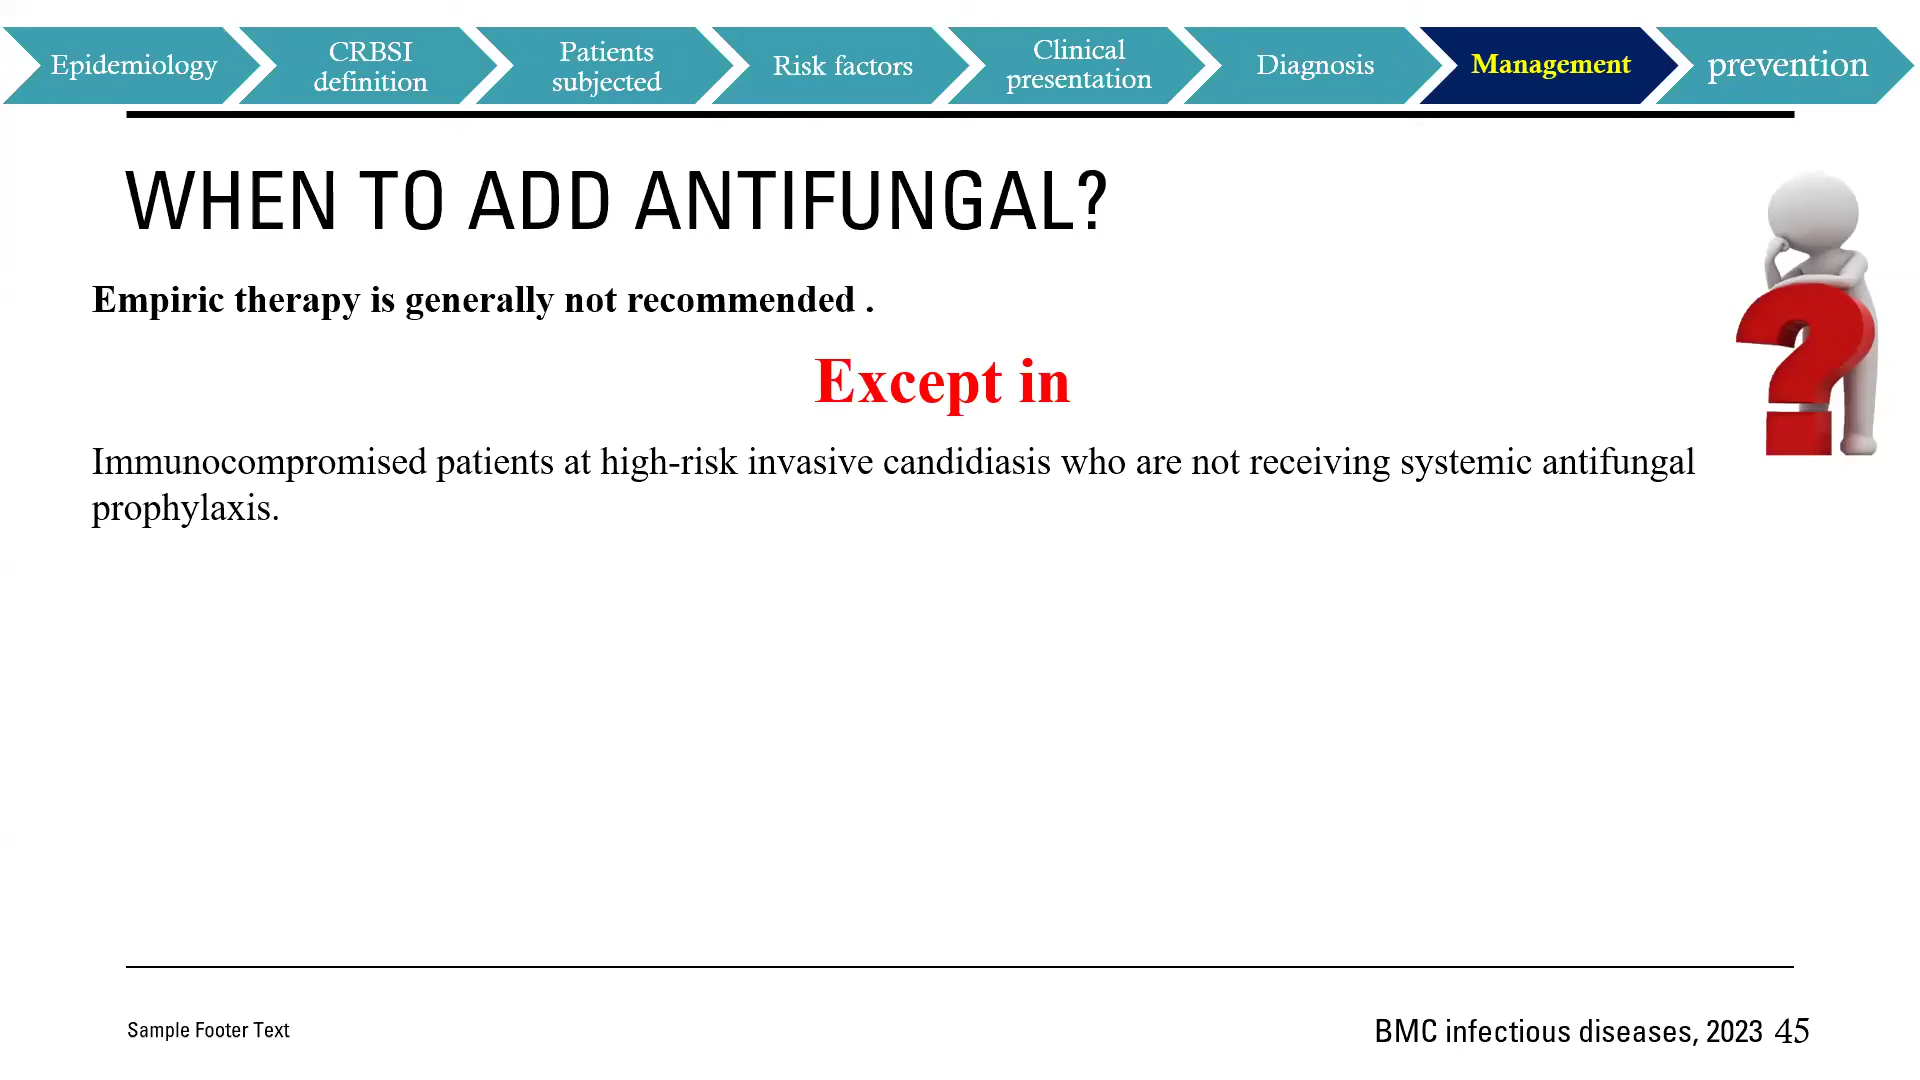 Epidemiology
CRBSI
definition
Patients
subjected
Risk factors
Clinical
presentation
Diagnosis
Management
prevention
WHEN TO ADD ANTIFUNGAL?
Empiric therapy is generally not recommended .
Except in
Immunocompromised patients at high-risk invasive candidiasis who are not receiving systemic antifungal
prophylaxis.
Sample Footer Text
BMC infectious diseases, 2023 45